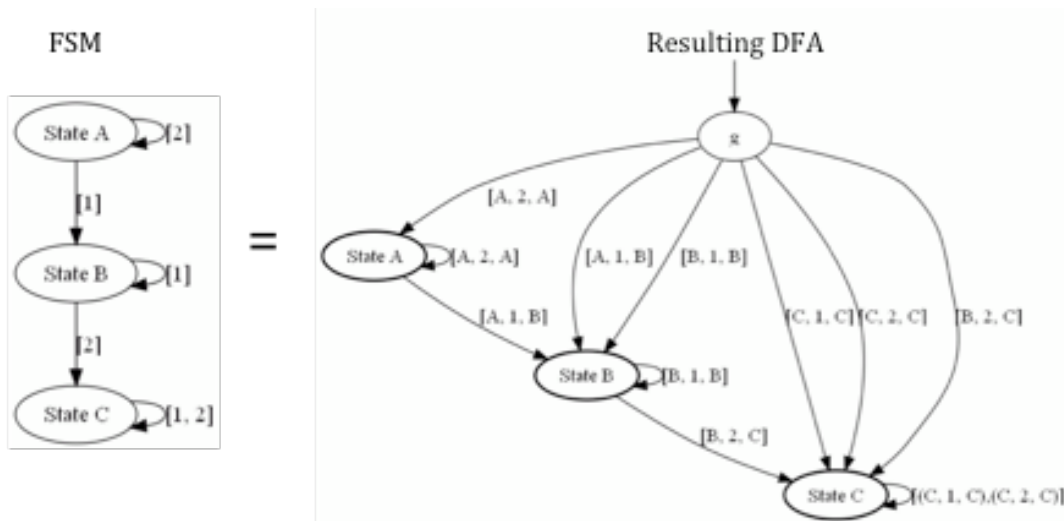 FSM
Resulting DFA
State A
[2]
[1]
State B
[1]
[2]
State C
[1, 2]
=
g
[A, 2, A]
State A
[A, 2, A]
[A, 1, B]
[B, 1, B]
[C, 1, C]
[C, 2, C]
[B, 2, C]
[A, 1, B]
State B
[B, 1, B]
[B, 2, C]
State C
[(C, 1, C),(C, 2, C)]